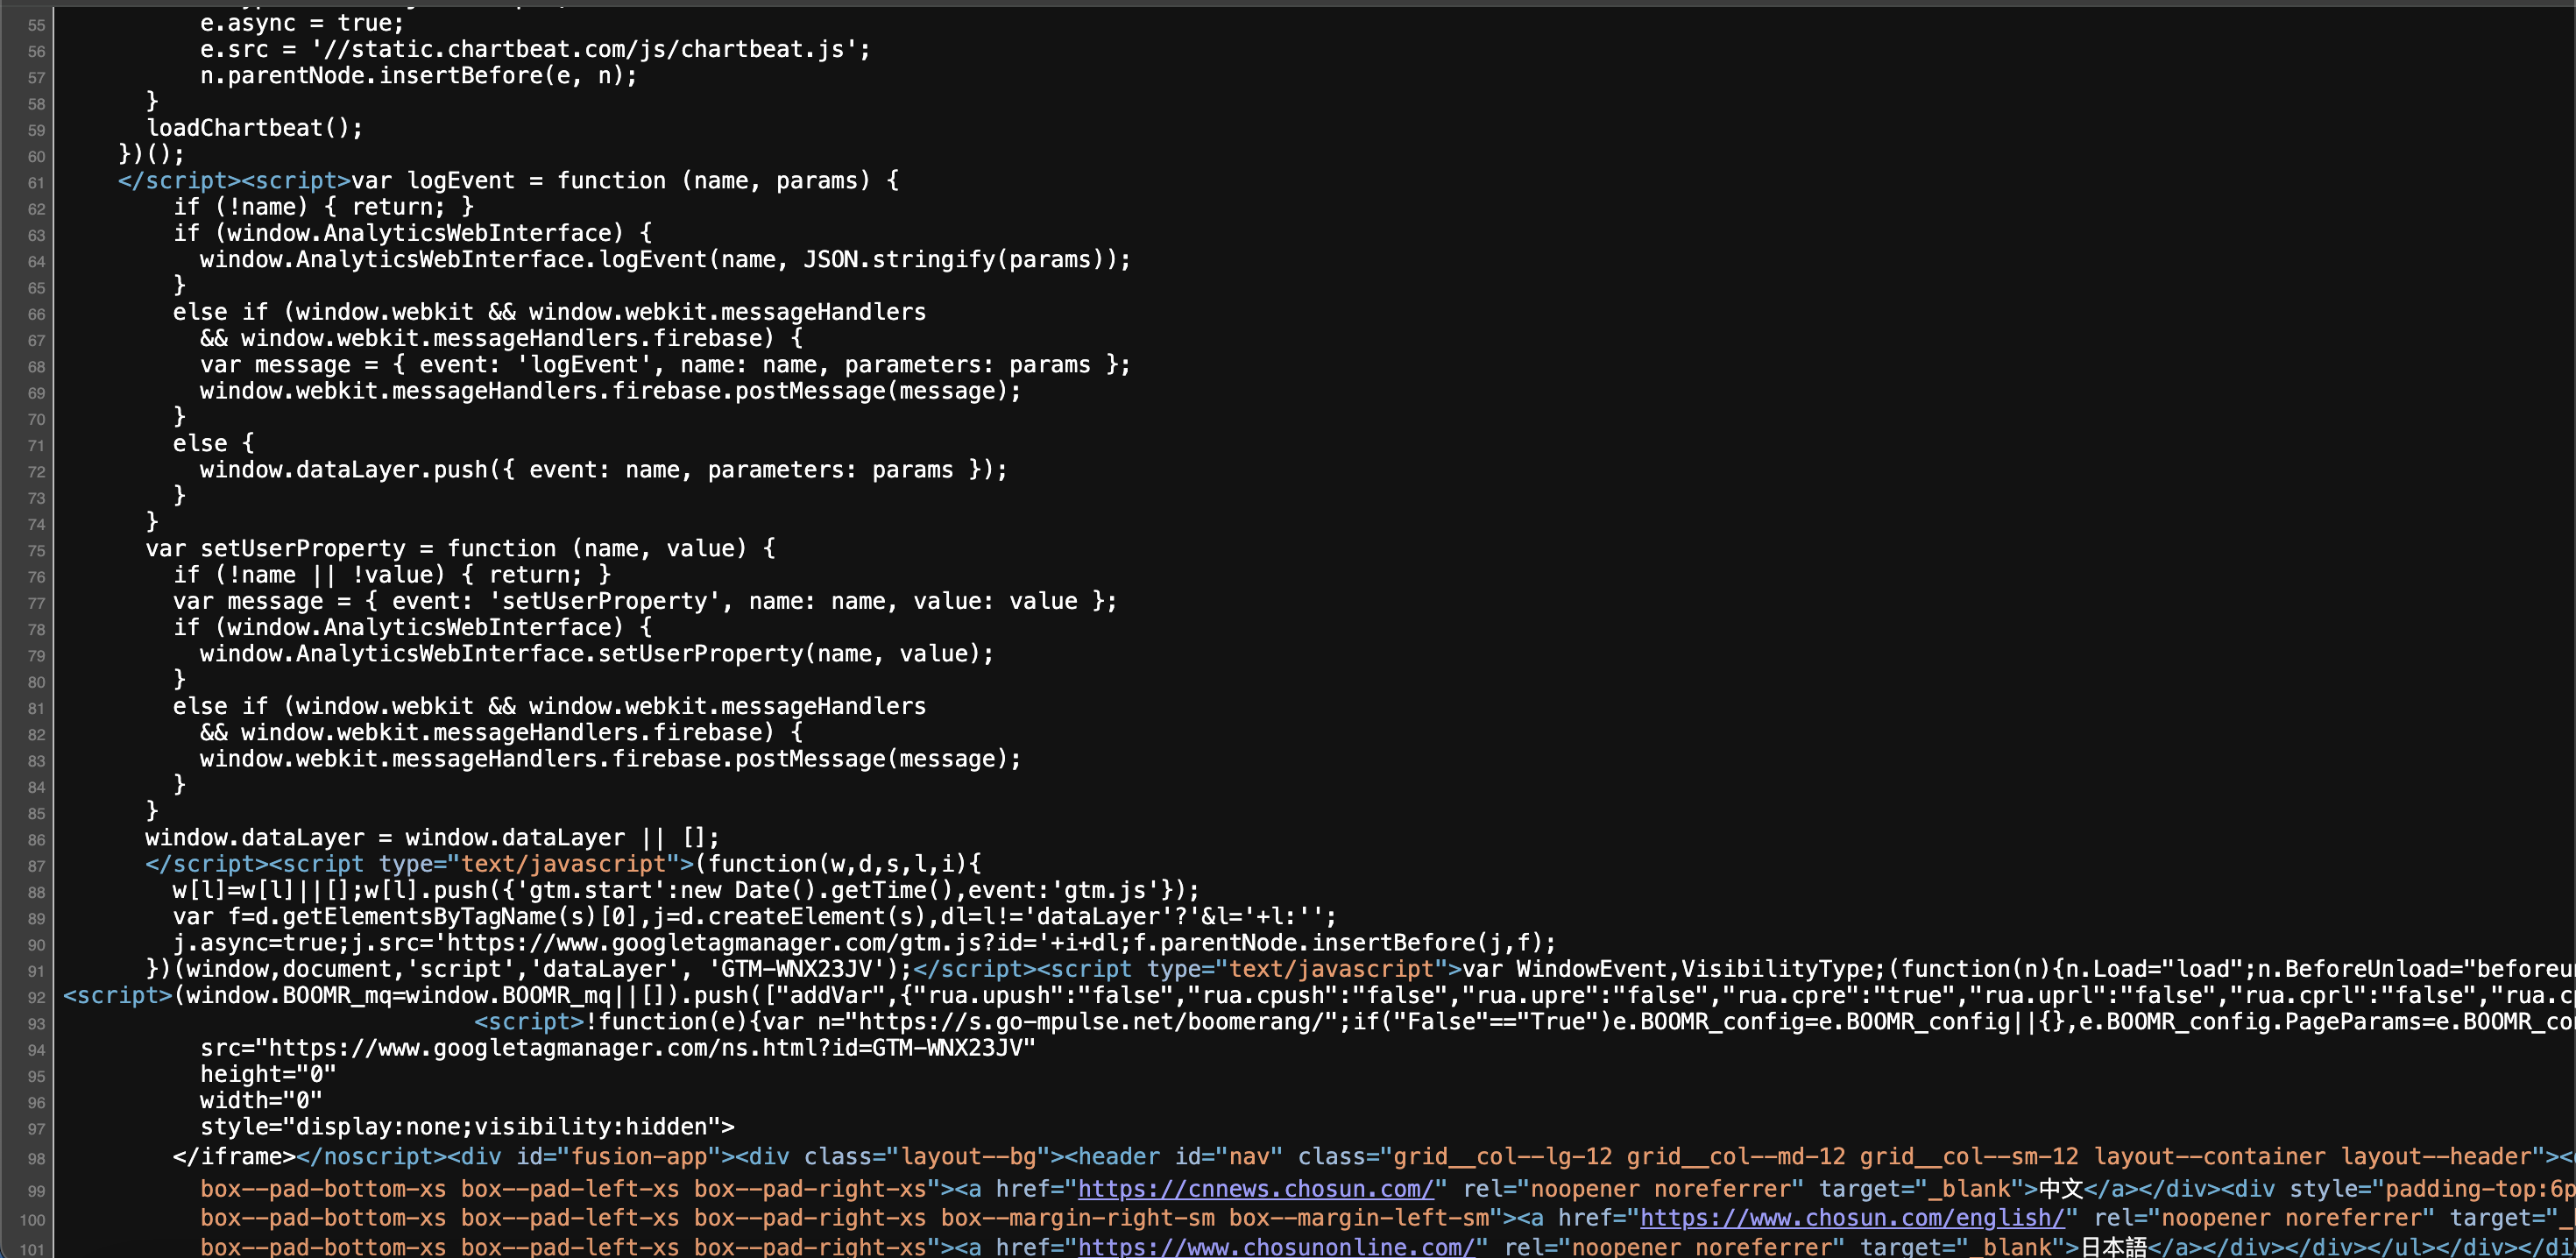 55 e.async = true;
56 e.src = '//static.chartbeat.com/js/chartbeat.js';
57 n.parentNode.insertBefore(e, n);
58 }
59 loadChartbeat();
60 })();
61 </script><script>var logEvent = function (name, params) {
62 if (!name) { return; }
63 if (window.AnalyticsWebInterface) {
64 window.AnalyticsWebInterface.logEvent(name, JSON.stringify(params));
65 }
66 else if (window.webkit && window.webkit.messageHandlers
67 && window.webkit.messageHandlers.firebase) {
68 var message = { event: 'logEvent', name: name, parameters: params };
69 window.webkit.messageHandlers.firebase.postMessage(message);
70 }
71 else {
72 window.dataLayer.push({ event: name, parameters: params });
73 }
74 }
75 var setUserProperty = function (name, value) {
76 if (!name || !value) { return; }
77 var message = { event: 'setUserProperty', name: name, value: value };
78 if (window.AnalyticsWebInterface) {
79 window.AnalyticsWebInterface.setUserProperty(name, value);
80 }
81 else if (window.webkit && window.webkit.messageHandlers
82 && window.webkit.messageHandlers.firebase) {
83 window.webkit.messageHandlers.firebase.postMessage(message);
84 }
85 }
86 window.dataLayer = window.dataLayer || [];
87 </script><script type="text/javascript">(function(w,d,s,l,i){
88 w[l]=w[l]||[];w[l].push({'gtm.start':new Date().getTime(),event:'gtm.js'});
89 var f=d.getElementsByTagName(s)[0],j=d.createElement(s),dl=l!='dataLayer'?'&l='+l:'';
90 j.async=true;j.src='https://www.googletagmanager.com/gtm.js?id='+i+dl;f.parentNode.insertBefore(j,f);
91 })(window,document,'script','dataLayer', 'GTM-WNX23JV');</script><script type="text/javascript">var WindowEvent,VisibilityType;(function(n){n.Load="load";n.BeforeUnload="beforeu
92 <script>(window.BOOMR_mq=window.BOOMR_mq||[]).push(["addVar",{"rua.upush":"false","rua.cpush":"false","rua.upre":"false","rua.cpre":"true","rua.uprl":"false","rua.cprl":"false","rua.c
93 <script>!function(e){var n="https://s.go-mpulse.net/boomerang/";if("False"=="True")e.BOOMR_config=e.BOOMR_config||{},e.BOOMR_config.PageParams=e.BOOMR_co
94 src="https://www.googletagmanager.com/ns.html?id=GTM-WNX23JV"
95 height="0"
96 width="0"
97 style="display:none;visibility:hidden">
98 </iframe></noscript><div id="fusion-app"><div class="layout--bg"><header id="nav" class="grid__col--lg-12 grid__col--md-12 grid__col--sm-12 layout--container layout--header"><
99 box--pad-bottom-xs box--pad-left-xs box--pad-right-xs"><a href="https://cnnews.chosun.com/" rel="noopener noreferrer" target="_blank">中文</a></div><div style="padding-top:6p
100 box--pad-bottom-xs box--pad-left-xs box--pad-right-xs box--margin-right-sm box--margin-left-sm"><a href="https://www.chosun.com/english/" rel="noopener noreferrer" target="_
101 box--pad-bottom-xs box--pad-left-xs box--pad-right-xs"><a href="https://www.chosunonline.com/" rel="noopener noreferrer" target="_blank">日本語</a></div></div></ul></div></di